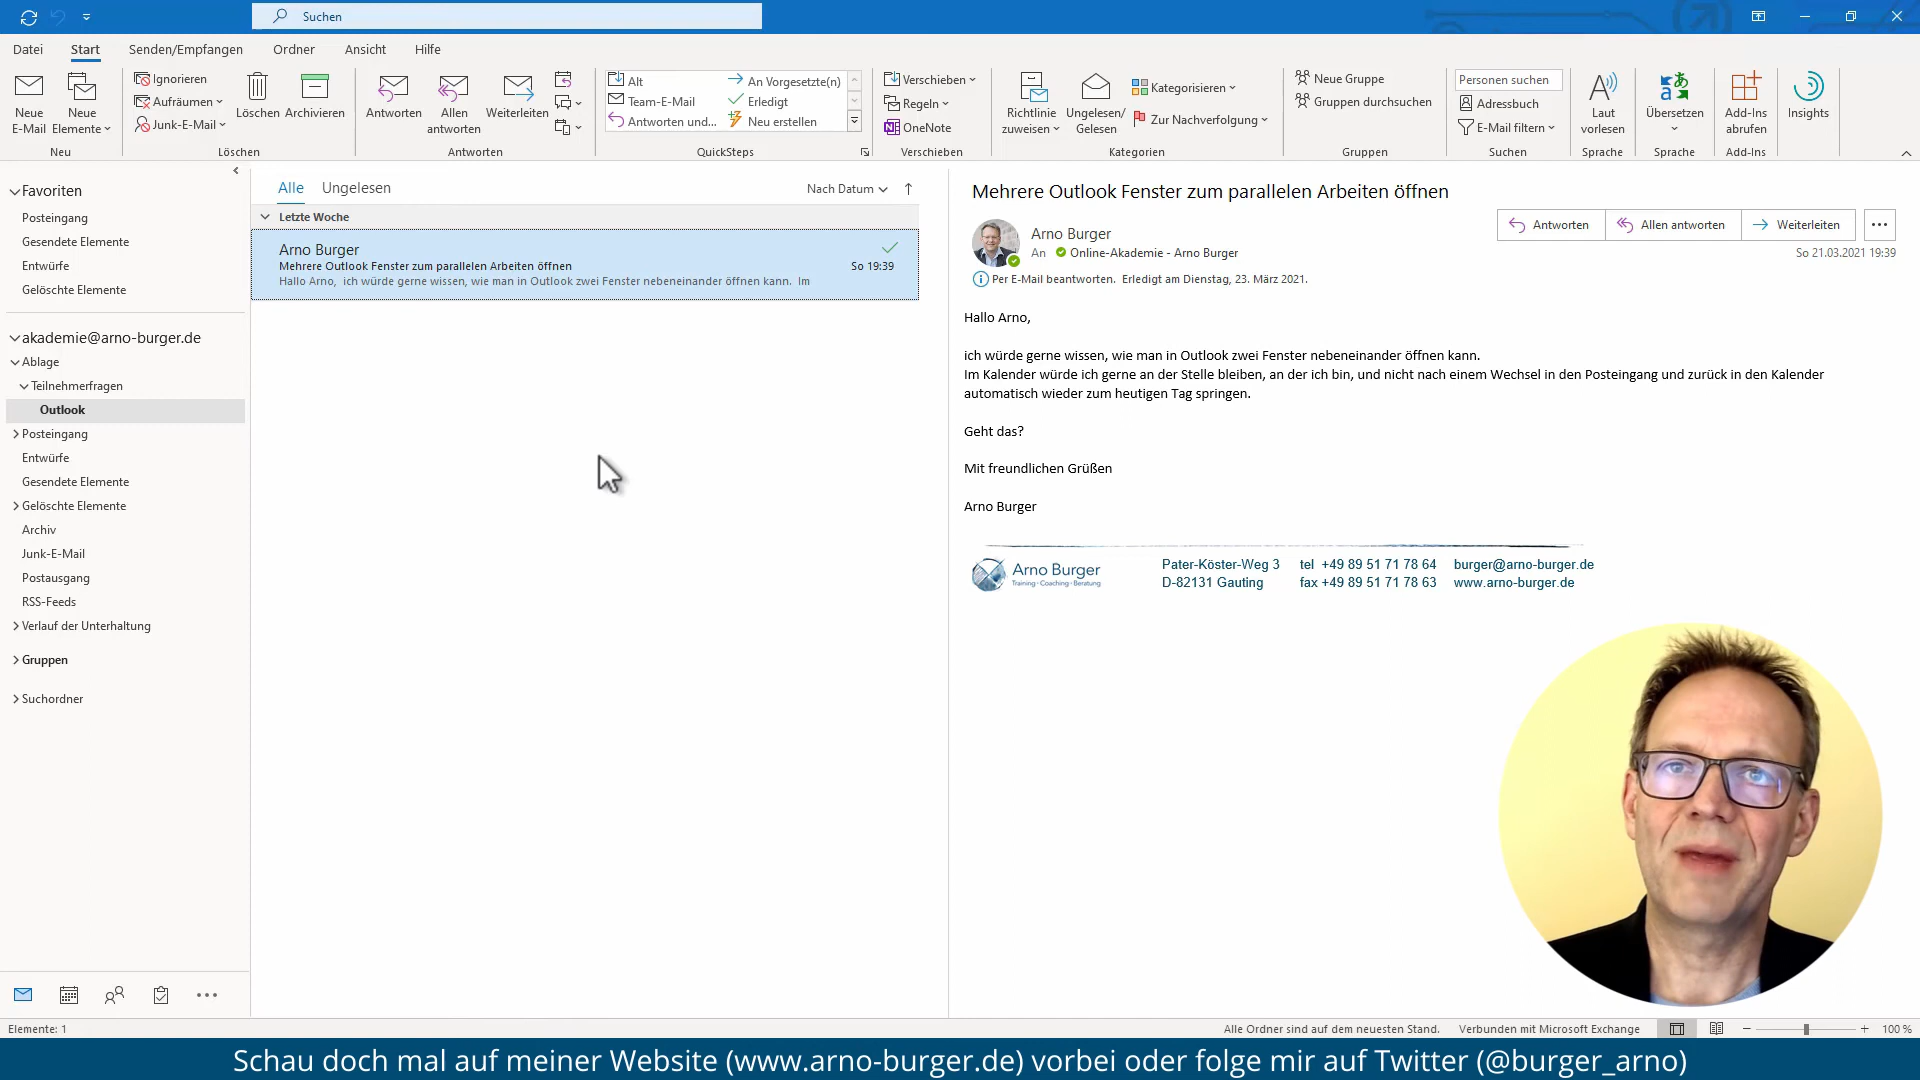 Suchen
Datei Start Senden/Empfangen Ordner Ansicht Hilfe
Neue E-Mail
Neue Elemente
Neu
Ignorieren
Aufräumen
Junk-E-Mail
Löschen
Archivieren
Löschen
Antworten
Allen antworten
Weiterleiten
Antworten
Alt
Team-E-Mail
Antworten und...
An Vorgesetzte(n)
Erledigt
Neu erstellen
QuickSteps
Verschieben
Regeln
OneNote
Verschieben
Richtlinie zuweisen
Ungelesen/ Gelesen
Kategorisieren
Zur Nachverfolgung
Kategorien
Neue Gruppe
Gruppen durchsuchen
Gruppen
Personen suchen
Adressbuch
E-Mail filtern
Suchen
Laut vorlesen
Sprache
Übersetzen
Sprache
Add-Ins abrufen
Add-Ins
Insights
Favoriten
Posteingang
Gesendete Elemente
Entwürfe
Gelöschte Elemente
akademie@arno-burger.de
Ablage
Teilnehmerfragen
Outlook
Posteingang
Entwürfe
Gesendete Elemente
Gelöschte Elemente
Archiv
Junk-E-Mail
Postausgang
RSS-Feeds
Verlauf der Unterhaltung
Gruppen
Suchordner
Alle Ungelesen Nach Datum
Letzte Woche
Arno Burger
Mehrere Outlook Fenster zum parallelen Arbeiten öffnen So 19:39
Hallo Arno, ich würde gerne wissen, wie man in Outlook zwei Fenster nebeneinander öffnen kann. Im
Mehrere Outlook Fenster zum parallelen Arbeiten öffnen
Arno Burger
An Online-Akademie - Arno Burger
Antworten Allen antworten Weiterleiten
So 21.03.2021 19:39
Per E-Mail beantworten. Erledigt am Dienstag, 23. März 2021.
Hallo Arno,
ich würde gerne wissen, wie man in Outlook zwei Fenster nebeneinander öffnen kann.
Im Kalender würde ich gerne an der Stelle bleiben, an der ich bin, und nicht nach einem Wechsel in den Posteingang und zurück in den Kalender
automatisch wieder zum heutigen Tag springen.
Geht das?
Mit freundlichen Grüßen
Arno Burger
Arno Burger
Training · Coaching · Beratung
Pater-Köster-Weg 3 tel +49 89 51 71 78 64 burger@arno-burger.de
D-82131 Gauting fax +49 89 51 71 78 63 www.arno-burger.de
Elemente: 1 Alle Ordner sind auf dem neuesten Stand. Verbunden mit Microsoft Exchange 100 %
Schau doch mal auf meiner Website (www.arno-burger.de) vorbei oder folge mir auf Twitter (@burger_arno)